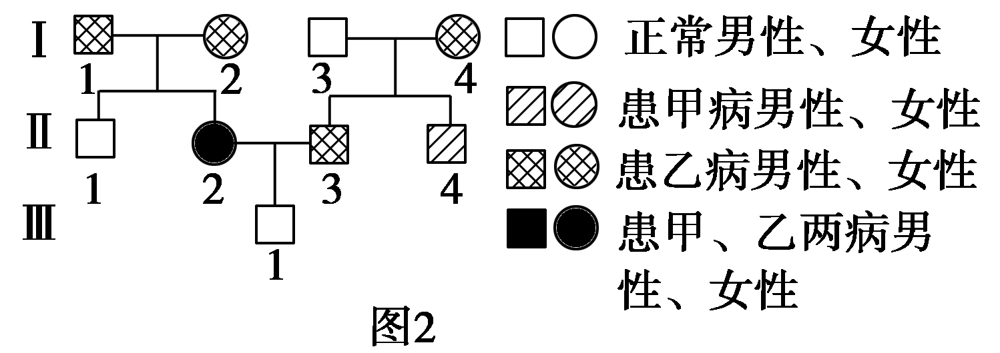 Ⅰ
1 2 3 4
Ⅱ
1 2 3 4
Ⅲ
1
正常男性、女性
患甲病男性、女性
患乙病男性、女性
患甲、乙两病男
性、女性
图2